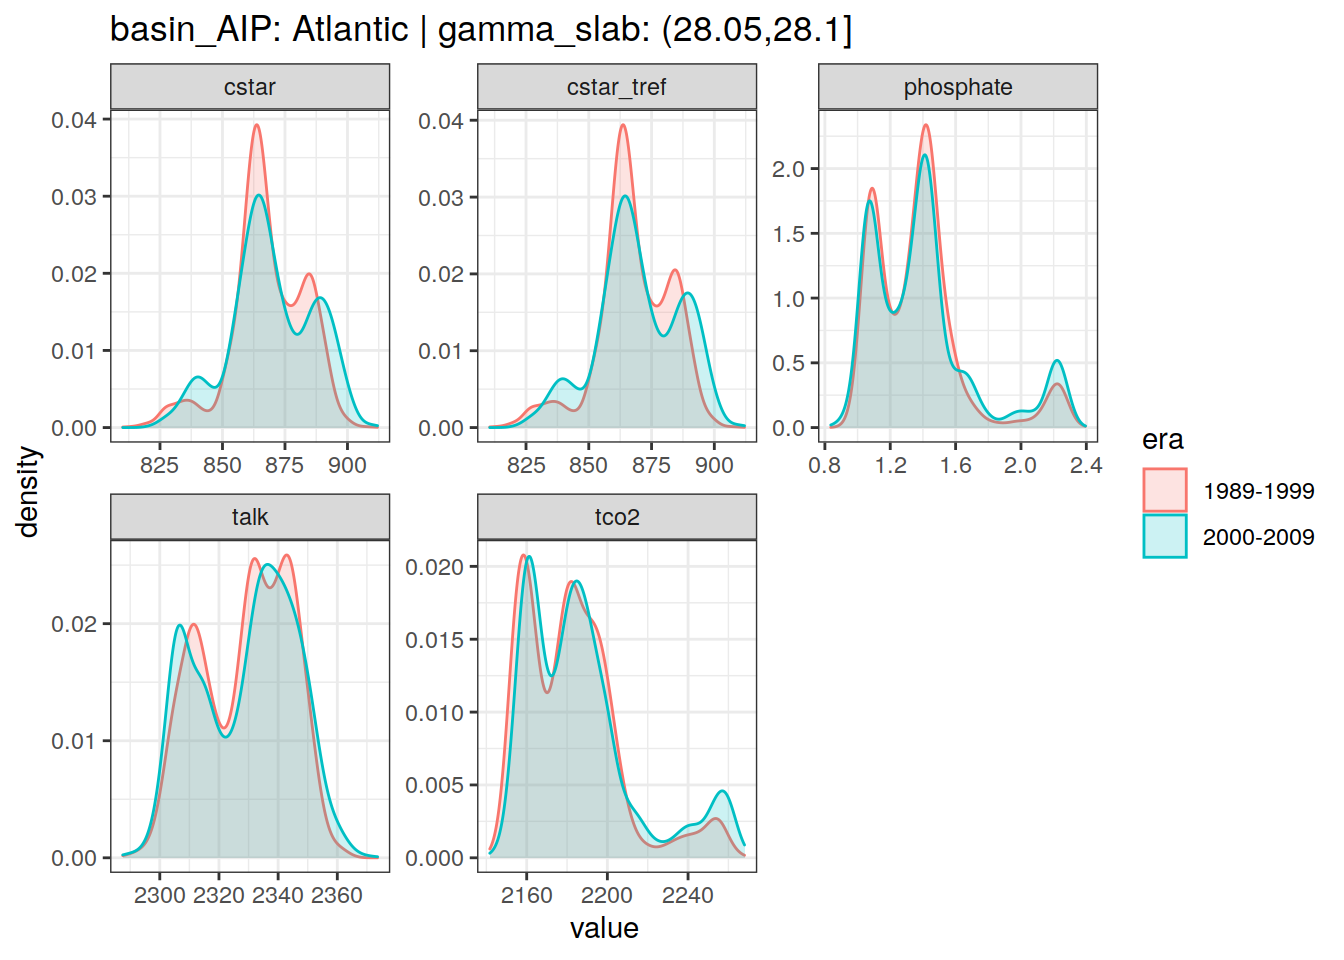 basin_AIP: Atlantic | gamma_slab: (28.05,28.1]
cstar
cstar_tref
phosphate
0.04
0.03
0.02
0.01
0.00
825 850 875 900
0.04
0.03
0.02
0.01
0.00
825 850 875 900
2.0
1.5
1.0
0.5
0.0
0.8 1.2 1.6 2.0 2.4
talk
tco2
0.02
0.01
0.00
2300 2320 2340 2360
0.020
0.015
0.010
0.005
0.000
2160 2200 2240
density
value
era
1989-1999
2000-2009